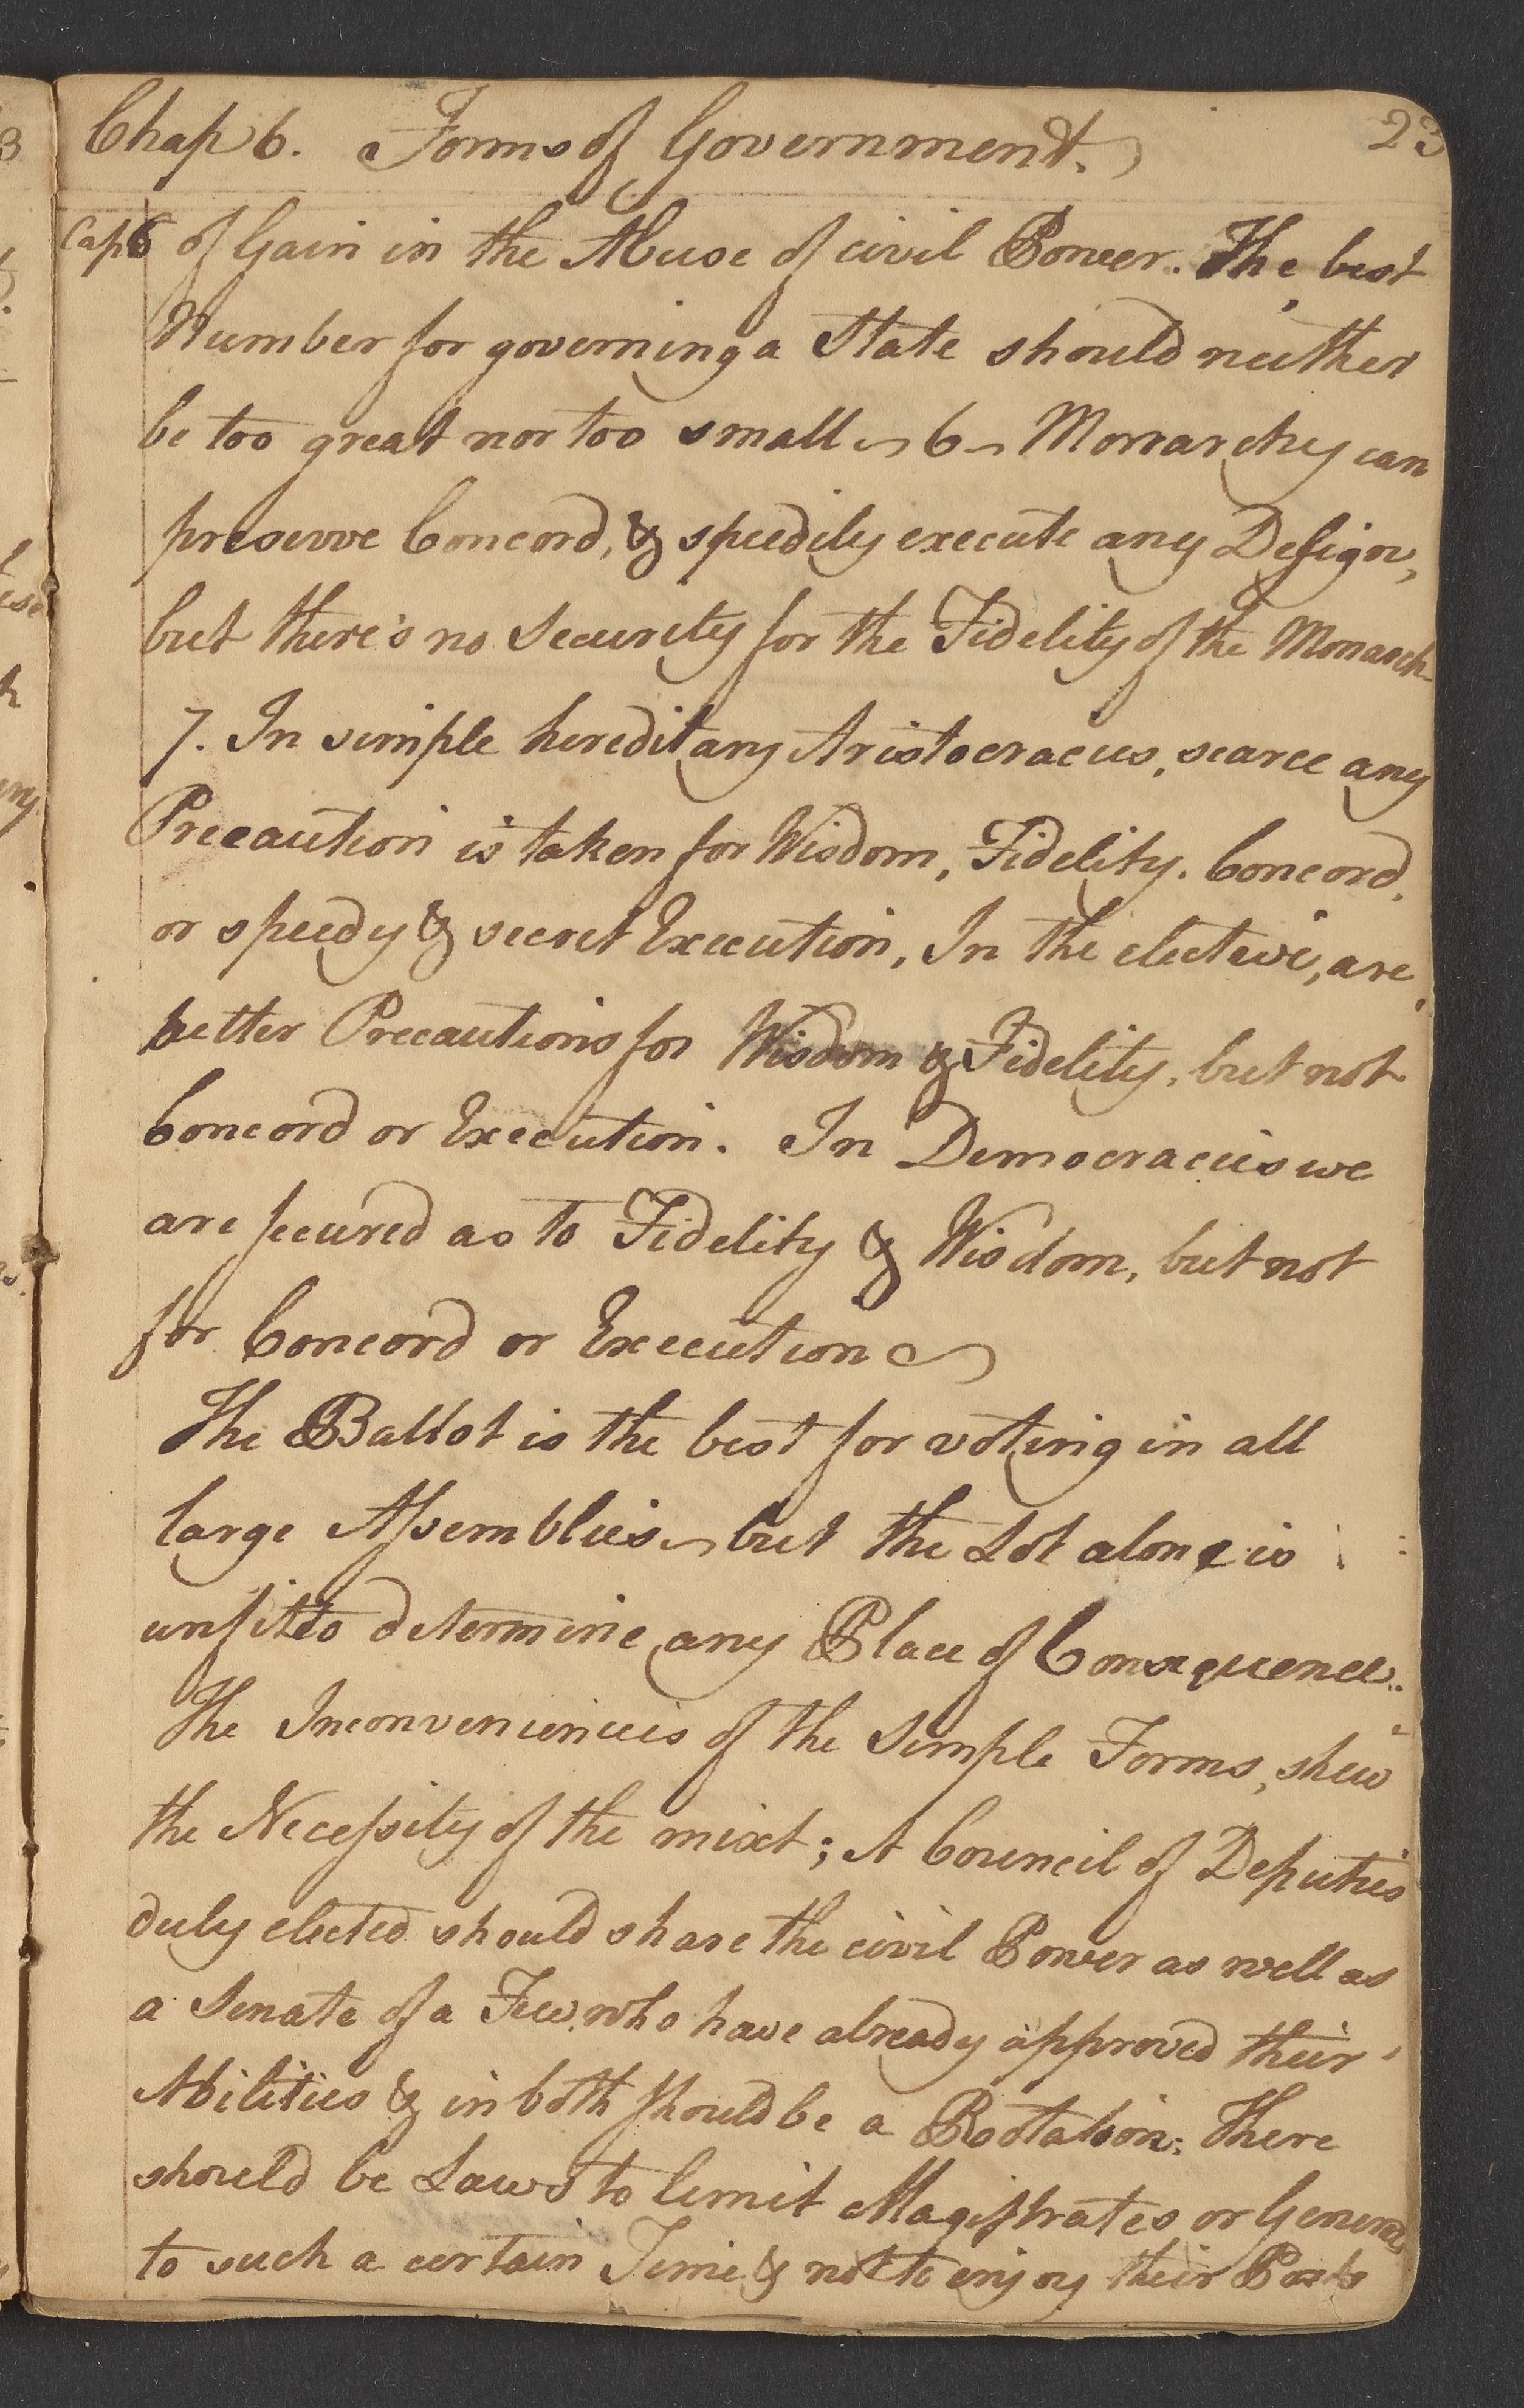 Chap 6. Forms of Government. 23
Cap 6 of Gain in the Abuse of civil Power. The best
Number for governing a State should neither
be too great nor too small ~ 6 ~ Monarchy can
preserve Concord, & speedily execute any Design,
but there's no Security for the Fidelity of the Monarch
7. In simple hereditary Aristocracies, scarce any
Precaution is taken for Wisdom, Fidelity. Concord,
or speedy & secret Execution, In the elective, are
better Precautions for Wisdom & Fidelity, but not
Concord or Execution. In Democracies we
are secured as to Fidelity & Wisdom, but not
for Concord or Execution ~
The Ballot is the best for voting in all
large Assemblies ~ but the Lot alone is
unfit to determine any Place of Consequence.
The Inconveniencies of the Simple Forms, shew
the Necessity of the mixt; A Council of Deputies
duly elected should share the civil Power as well as
a Senate of a Few, who have already approved their
Abilities & in both should be a Rotation: There
should be Laws to limit Magistrates or Generals
to such a certain Time & not to enjoy their Posts